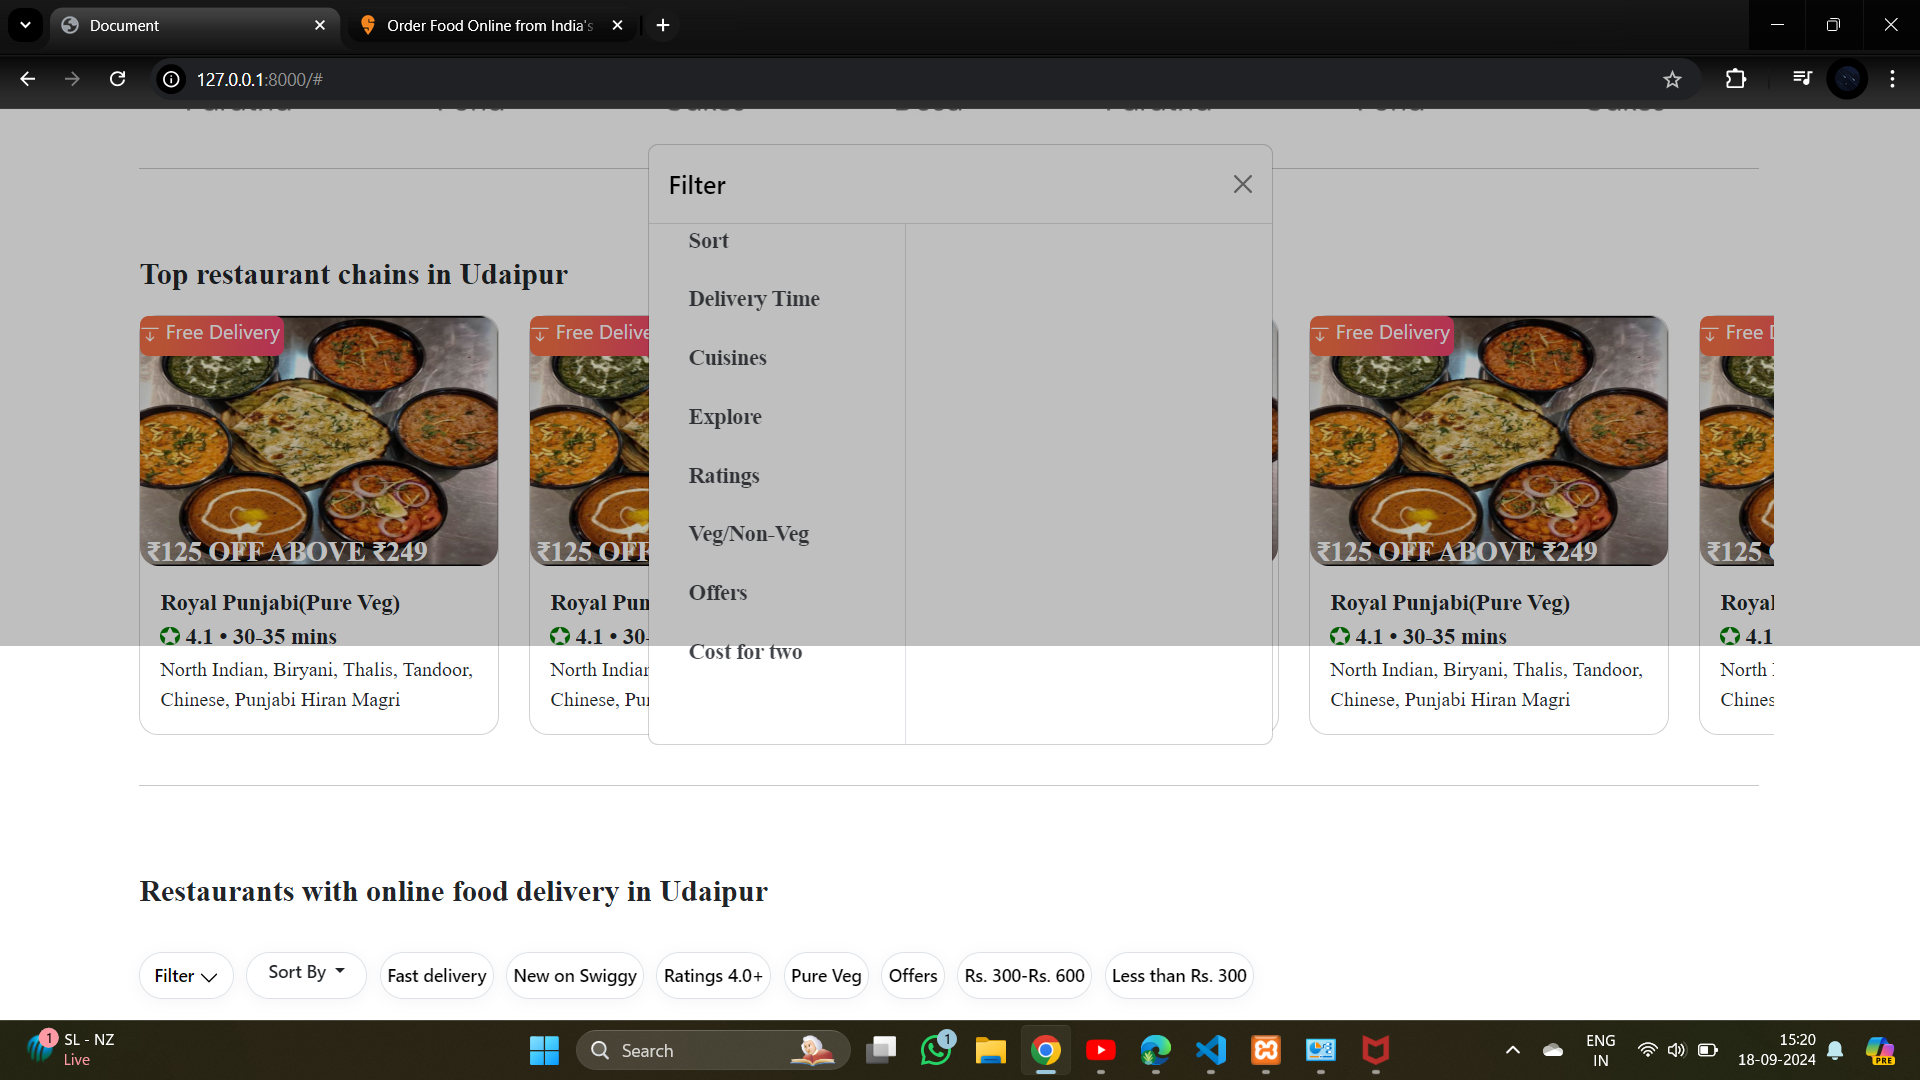 Document
Order Food Online from India's
127.0.0.1:8000/#
Filter
Sort
Delivery Time
Cuisines
Explore
Ratings
Veg/Non-Veg
Offers
Cost for two
Top restaurant chains in Udaipur
Free Delivery
₹125 OFF ABOVE ₹249
Royal Punjabi(Pure Veg)
4.1 • 30-35 mins
North Indian, Biryani, Thalis, Tandoor,
Chinese, Punjabi Hiran Magri
Free Delive
₹125 OFF
Royal Pun
4.1 • 30-
North Indian
Chinese, Pu
Free Delivery
₹125 OFF ABOVE ₹249
Royal Punjabi(Pure Veg)
4.1 • 30-35 mins
North Indian, Biryani, Thalis, Tandoor,
Chinese, Punjabi Hiran Magri
Free
₹125
Royal
4.1
North
Chines
Restaurants with online food delivery in Udaipur
Filter
Sort By
Fast delivery
New on Swiggy
Ratings 4.0+
Pure Veg
Offers
Rs. 300-Rs. 600
Less than Rs. 300
1
SL - NZ
Live
Search
1
ENG
IN
15:20
18-09-2024
PRE